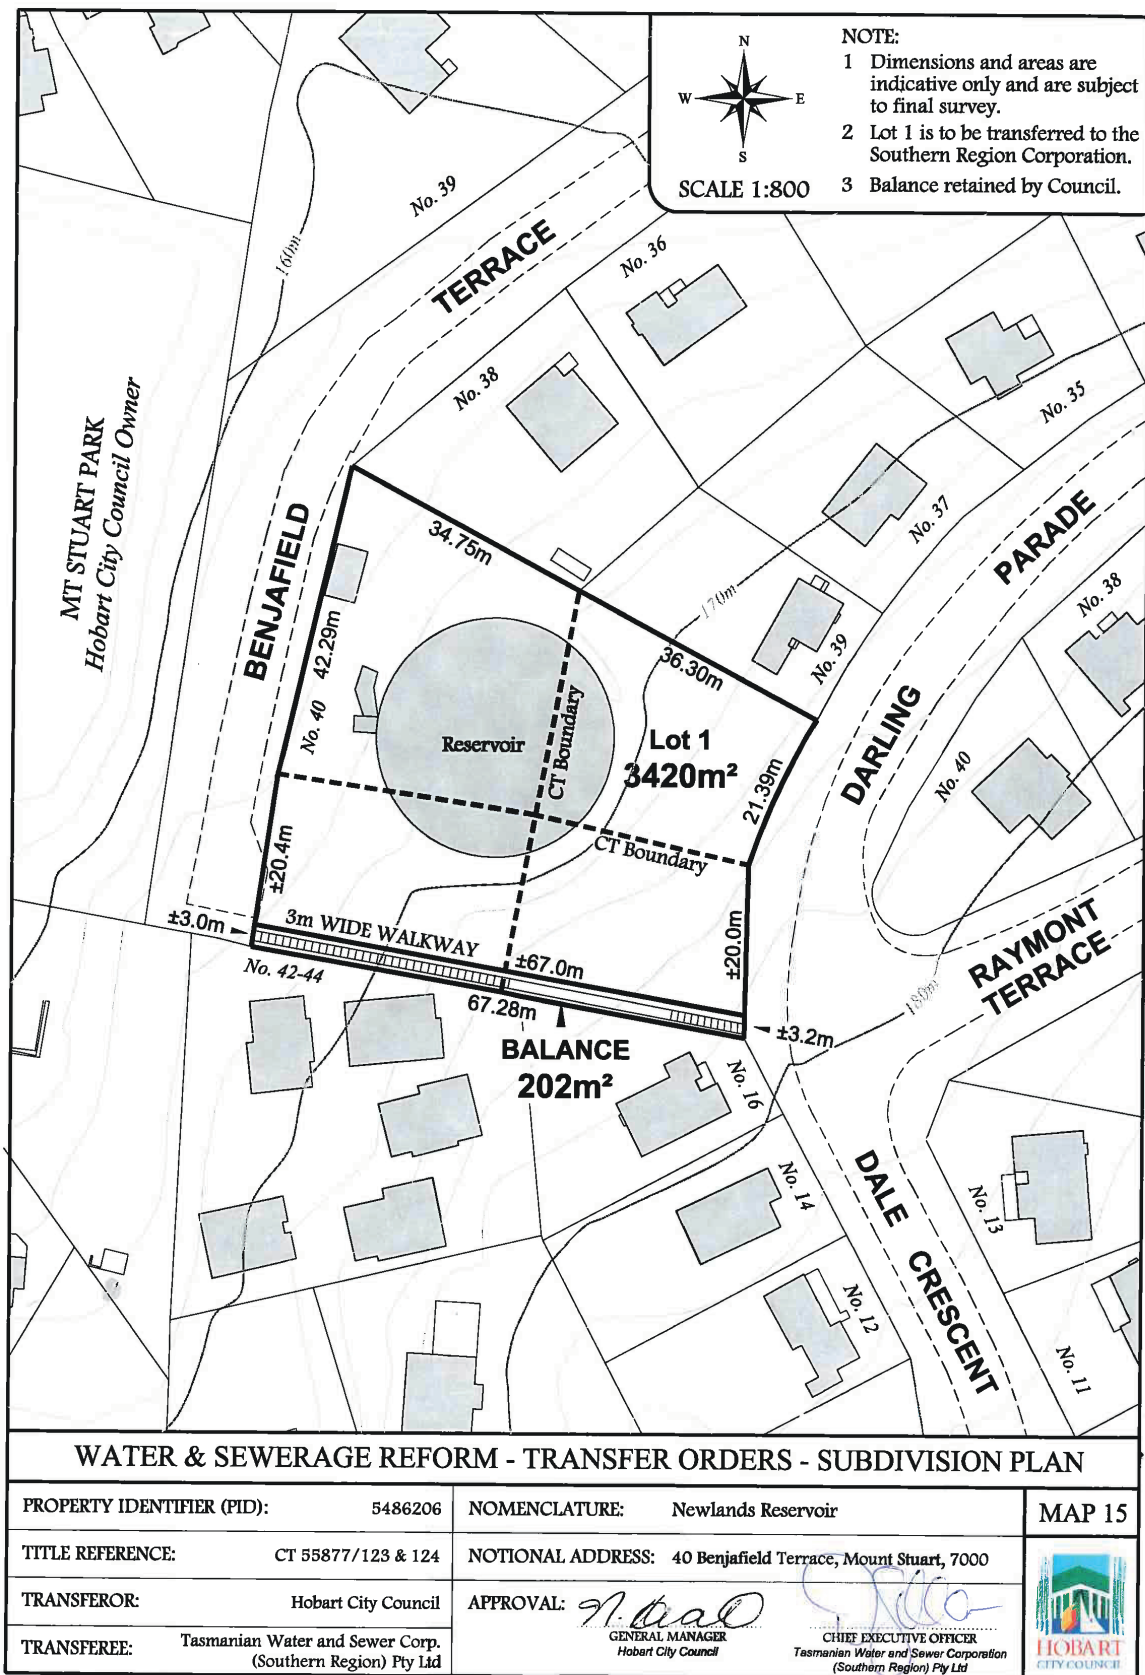 N
W
E
S
SCALE 1:800
NOTE:
1 Dimensions and areas are
indicative only and are subject
to final survey.
2 Lot 1 is to be transferred to the
Southern Region Corporation.
3 Balance retained by Council.
No. 39
160m
TERRACE
No. 36
No. 38
No. 35
MT STUART PARK
Hobart City Council Owner
BENJAFIELD
34.75m
No. 37
PARADE
170m
No. 38
42.29m
No. 40
36.30m
No. 39
Reservoir
CT Boundary
Lot 1
3420m²
DARLING
21.39m
No. 40
CT Boundary
±20.4m
±3.0m
3m WIDE WALKWAY
No. 42-44
±67.0m
67.28m
±20.0m
RAYMONT
TERRACE
180m
±3.2m
BALANCE
202m²
No. 16
No. 14
DALE CRESCENT
No. 13
No. 12
No. 11
WATER & SEWERAGE REFORM - TRANSFER ORDERS - SUBDIVISION PLAN
PROPERTY IDENTIFIER (PID): 5486206
NOMENCLATURE: Newlands Reservoir
MAP 15
TITLE REFERENCE: CT 55877/123 & 124
NOTIONAL ADDRESS: 40 Benjafield Terrace, Mount Stuart, 7000
TRANSFEROR: Hobart City Council
APPROVAL:
GENERAL MANAGER
Hobart City Council
CHIEF EXECUTIVE OFFICER
Tasmanian Water and Sewer Corporation
(Southern Region) Pty Ltd
TRANSFEREE: Tasmanian Water and Sewer Corp.
(Southern Region) Pty Ltd
HOBART
CITY COUNCIL